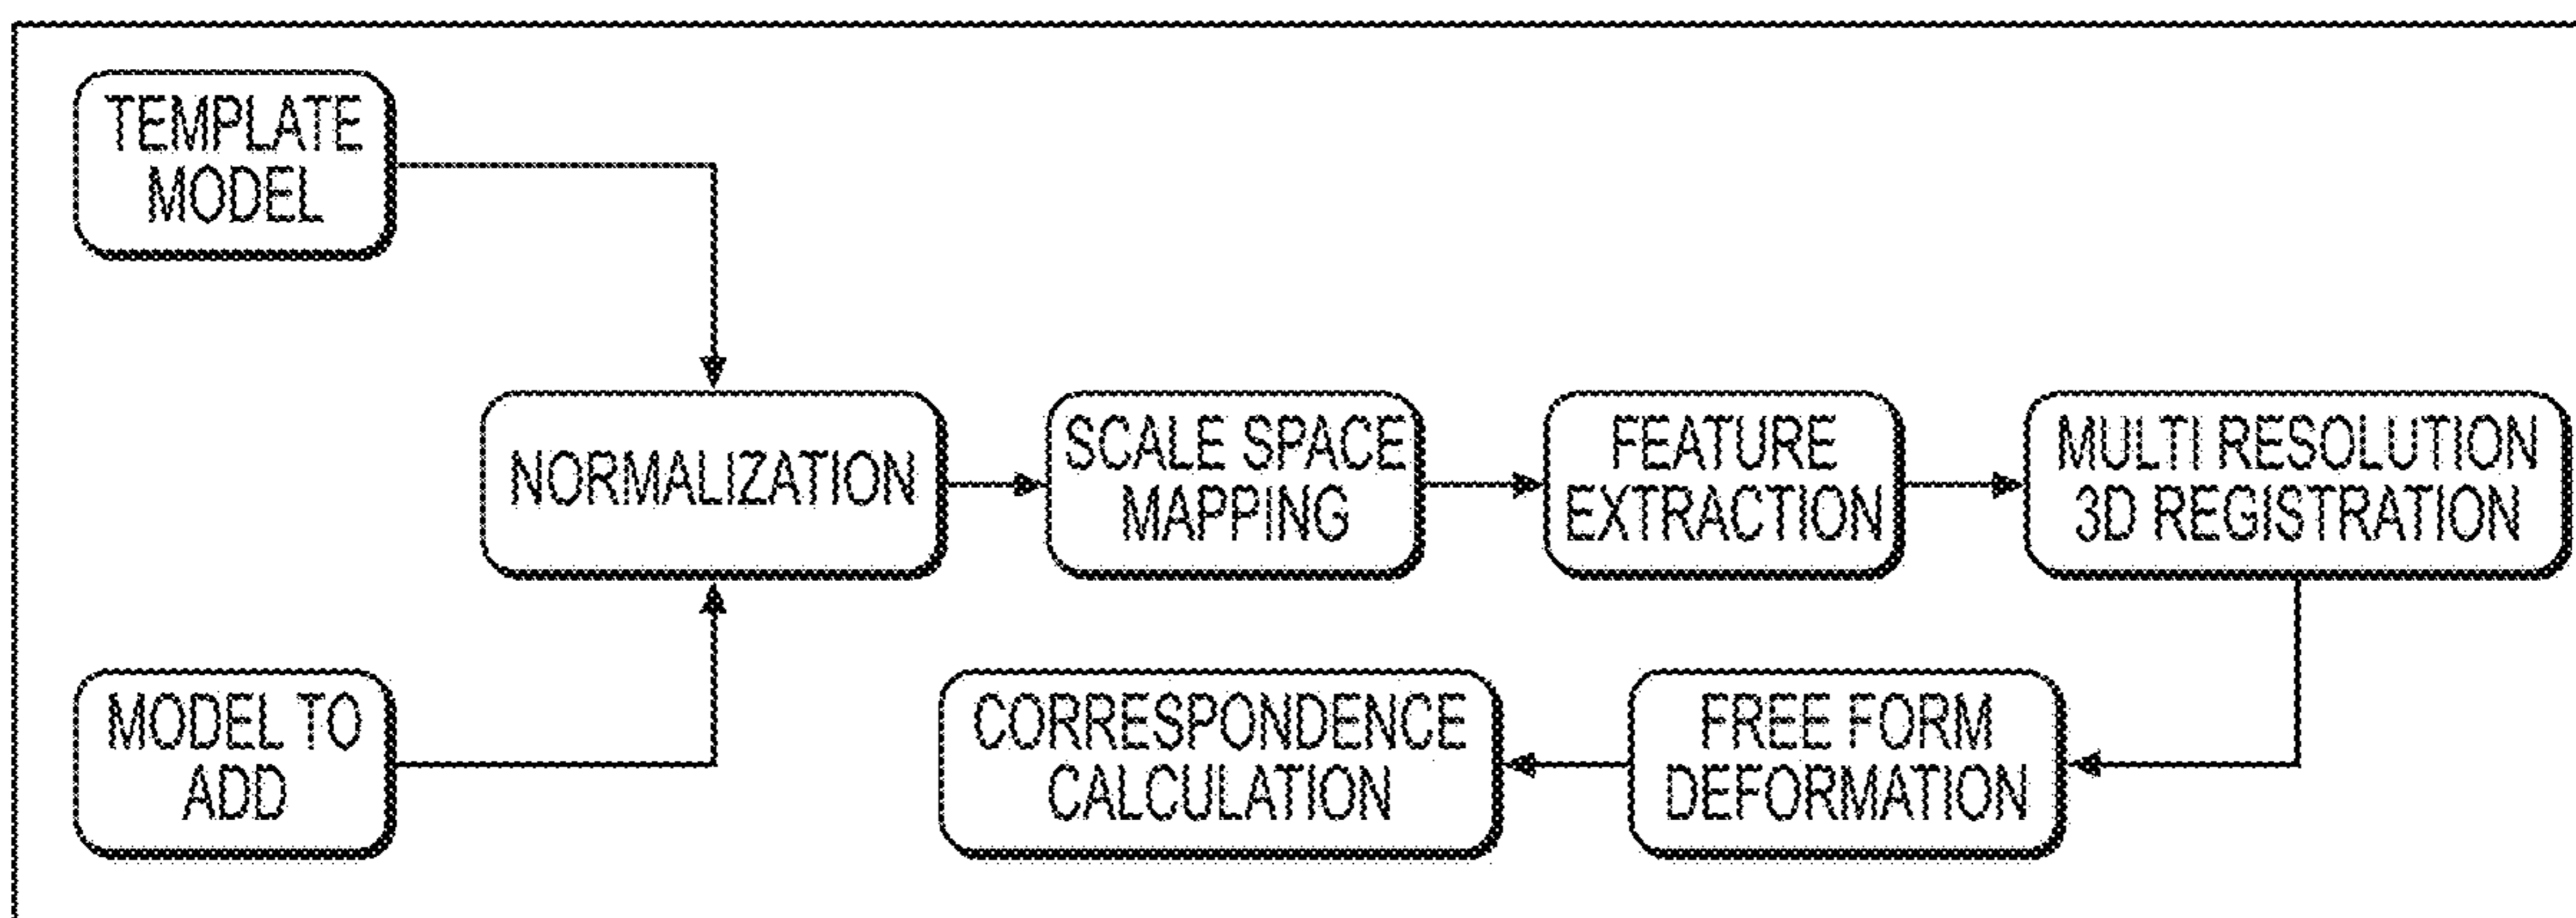 TEMPLATE
MODEL
NORMALIZATION
SCALE SPACE
MAPPING
FEATURE
EXTRACTION
MULTI RESOLUTION
3D REGISTRATION
MODEL TO
ADD
CORRESPONDENCE
CALCULATION
FREE FORM
DEFORMATION